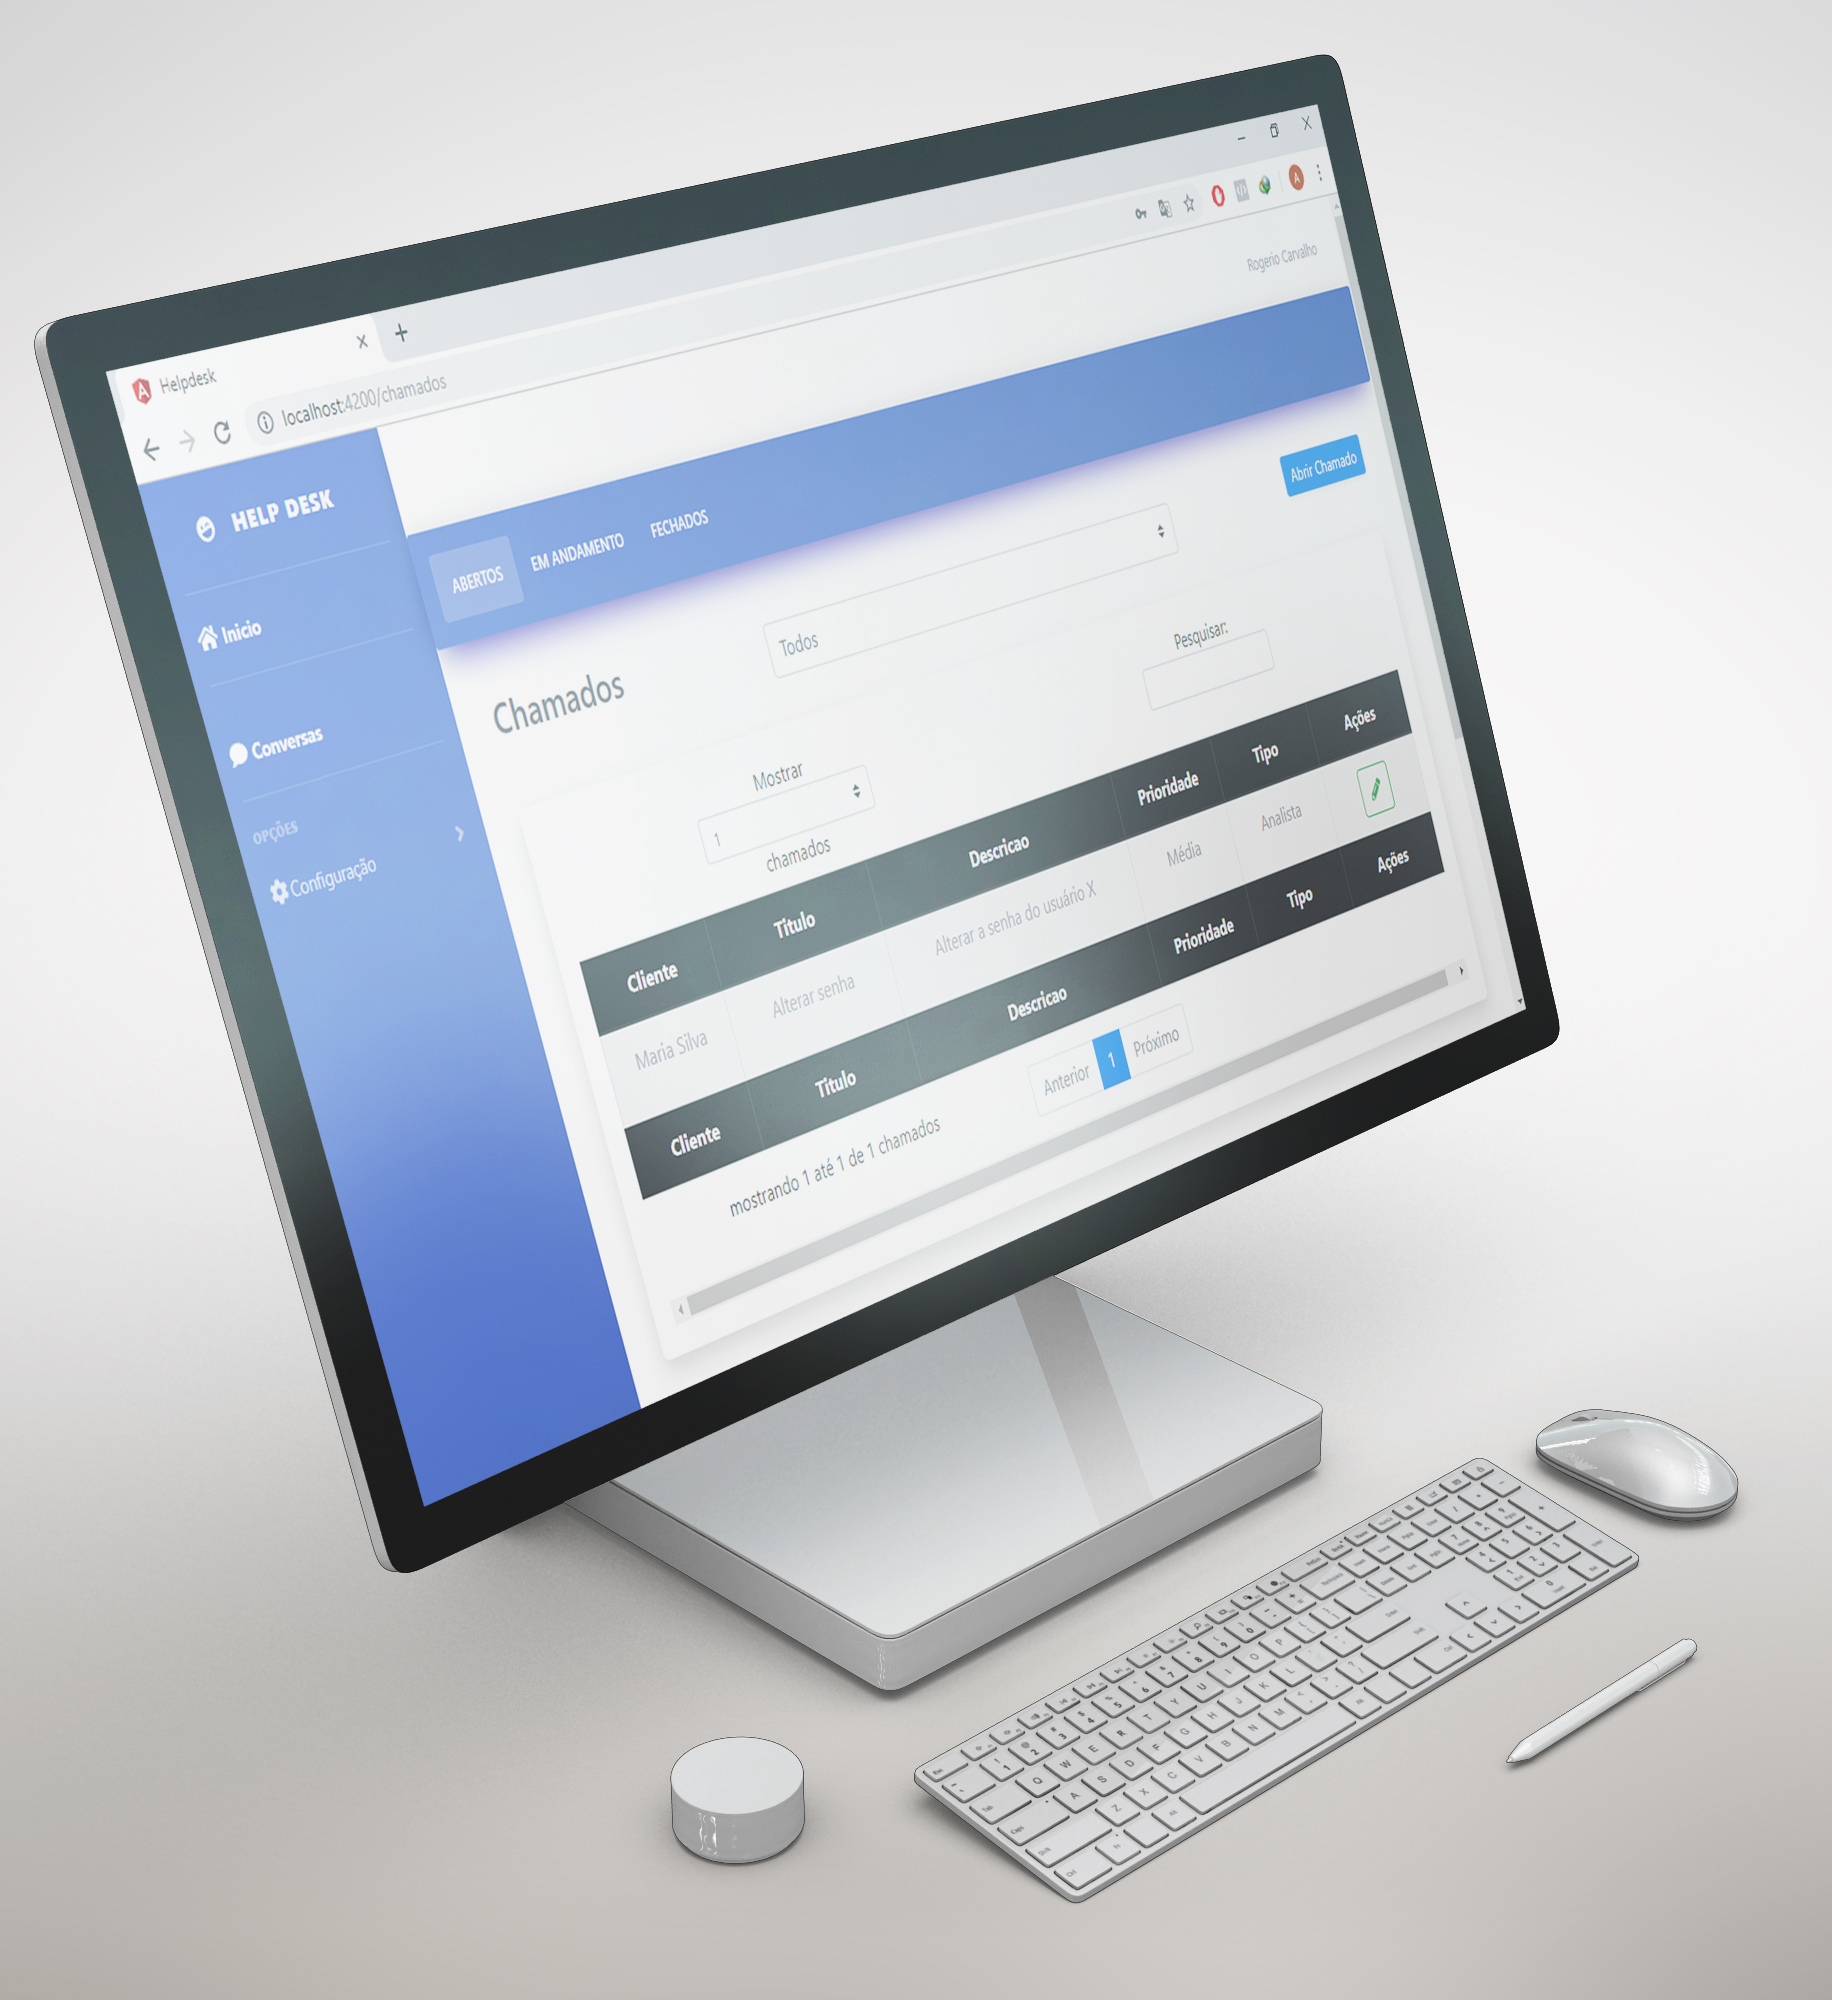 Helpdesk
localhost:4200/chamados
Rogerio Carvalho
HELP DESK
Inicio
Conversas
OPÇÕES
Configuração
ABERTOS EM ANDAMENTO FECHADOS
Abrir Chamado
Chamados
Todos
Mostrar
1
chamados
Pesquisar:
Cliente Titulo Descricao Prioridade Tipo Ações
Maria Silva Alterar senha Alterar a senha do usuário X Média Analista
Cliente Titulo Descricao Prioridade Tipo Ações
mostrando 1 até 1 de 1 chamados
Anterior 1 Próximo